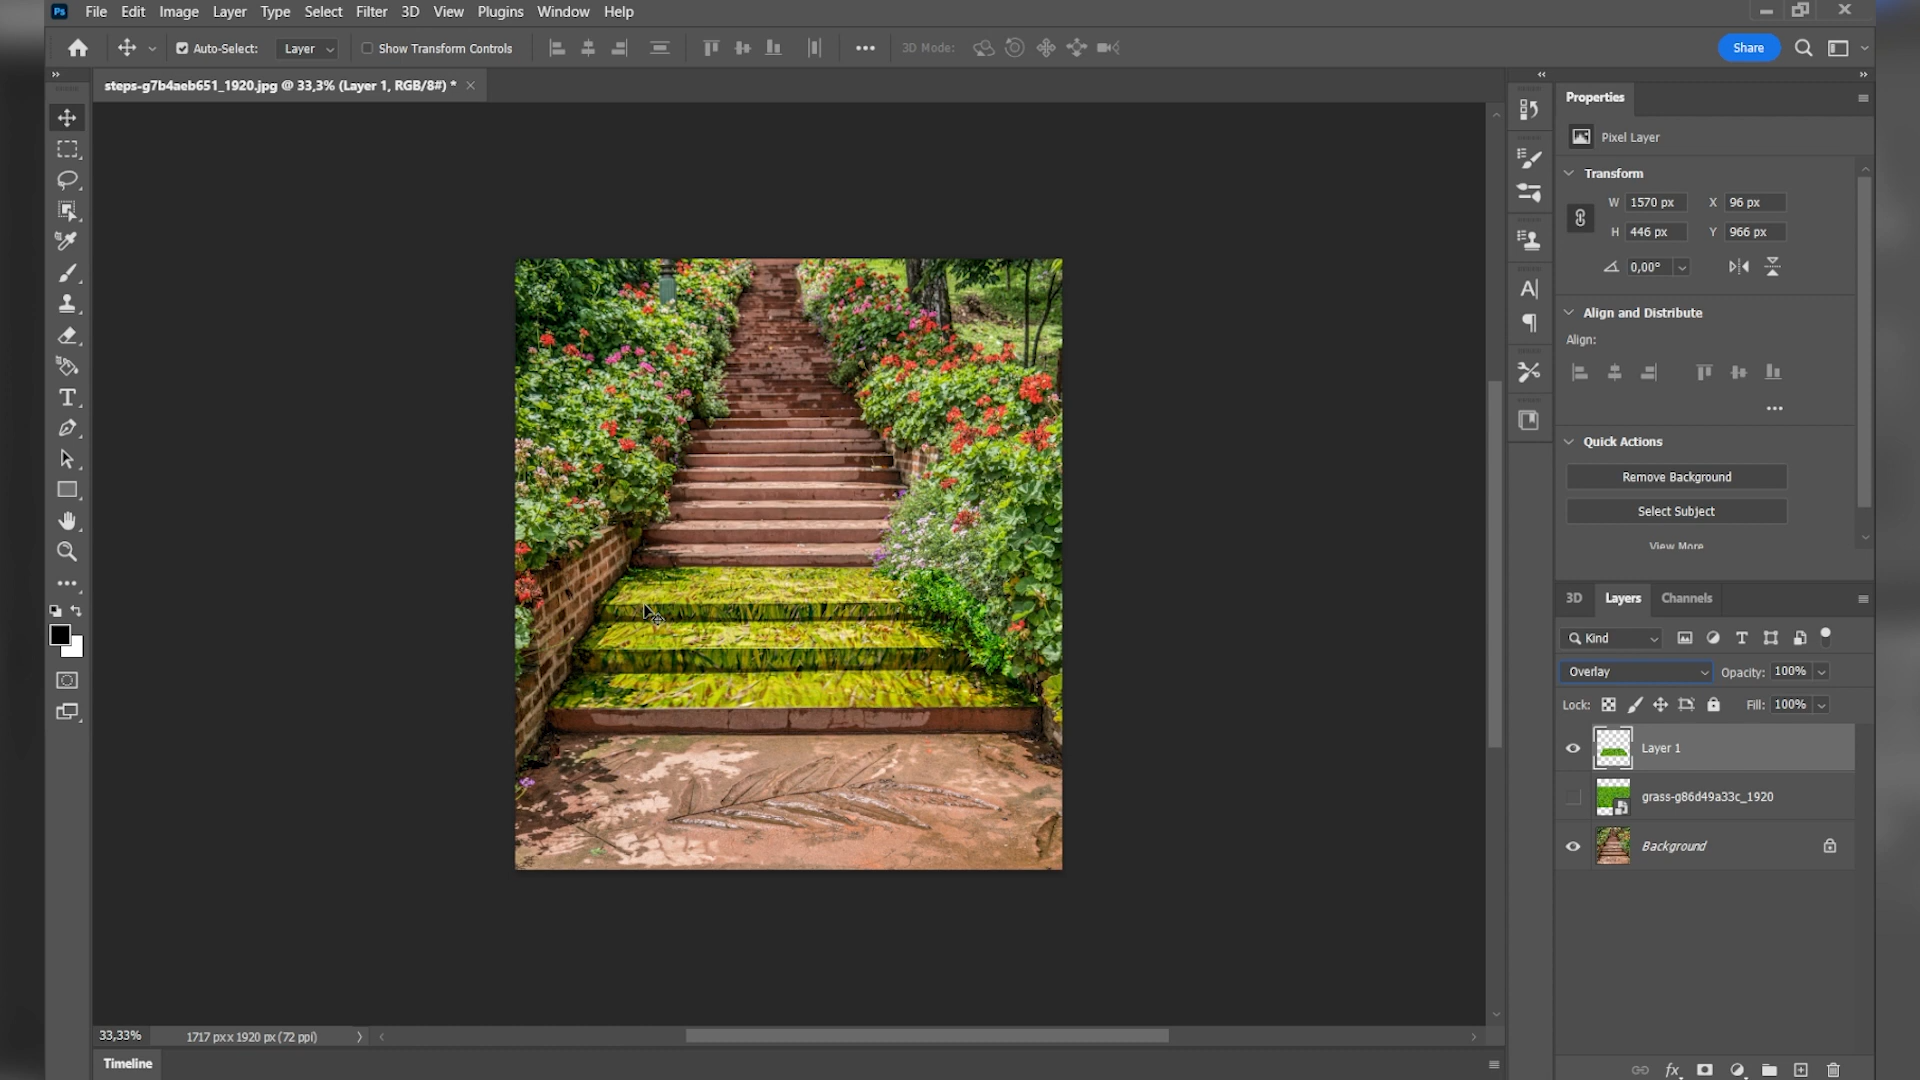 Ps File Edit Image Layer Type Select Filter 3D View Plugins Window Help
Auto-Select: Layer Show Transform Controls 3D Mode: Share
steps-g7b4aeb651_1920.jpg @ 33,3% (Layer 1, RGB/8#) *
Properties
Pixel Layer
Transform
W 1570 px X 96 px
H 446 px Y 966 px
0,00°
Align and Distribute
Align:
Quick Actions
Remove Background
Select Subject
View More
3D Layers Channels
Kind
Overlay Opacity: 100%
Lock: Fill: 100%
Layer 1
grass-g86d49a33c_1920
Background
33,33% 1717 px x 1920 px (72 ppi)
Timeline